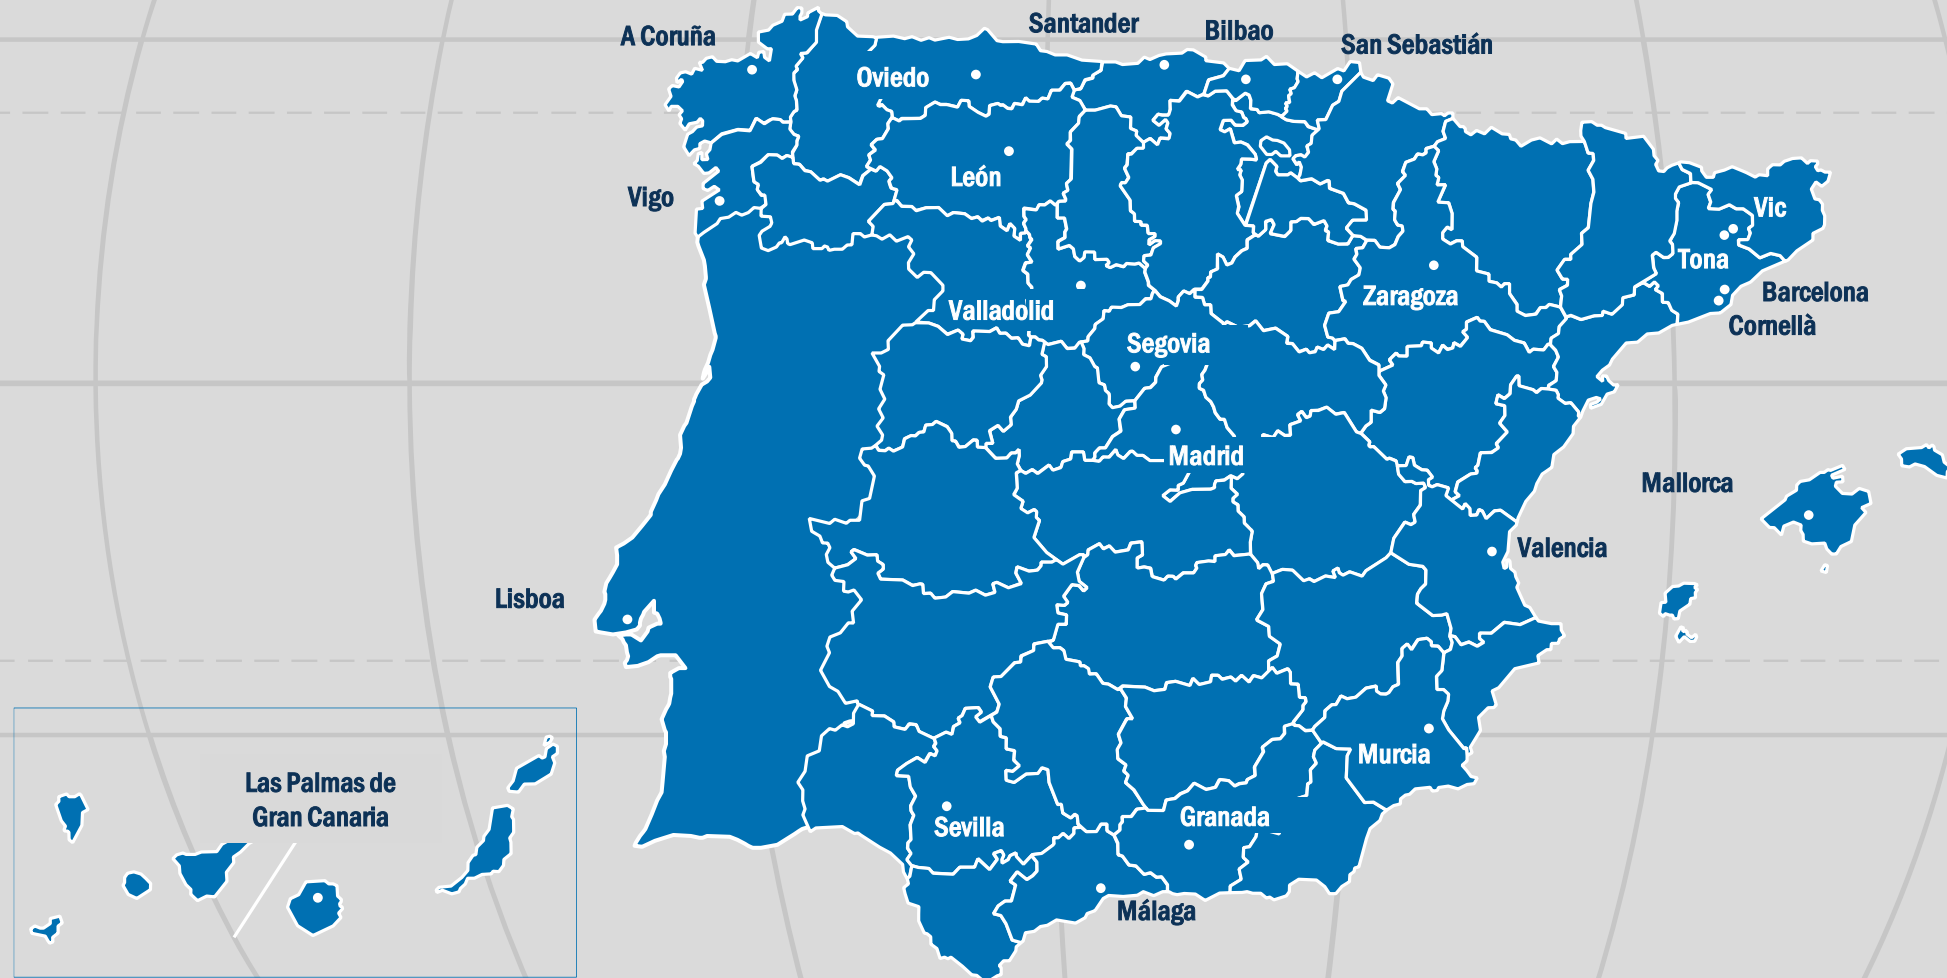 A Coruña
Santander
Bilbao
San Sebastián
Oviedo
León
Vigo
Vic
Tona
Valladolid
Zaragoza
Barcelona
Cornellà
Segovia
Madrid
Mallorca
Valencia
Lisboa
Murcia
Las Palmas de
Gran Canaria
Sevilla
Granada
Málaga